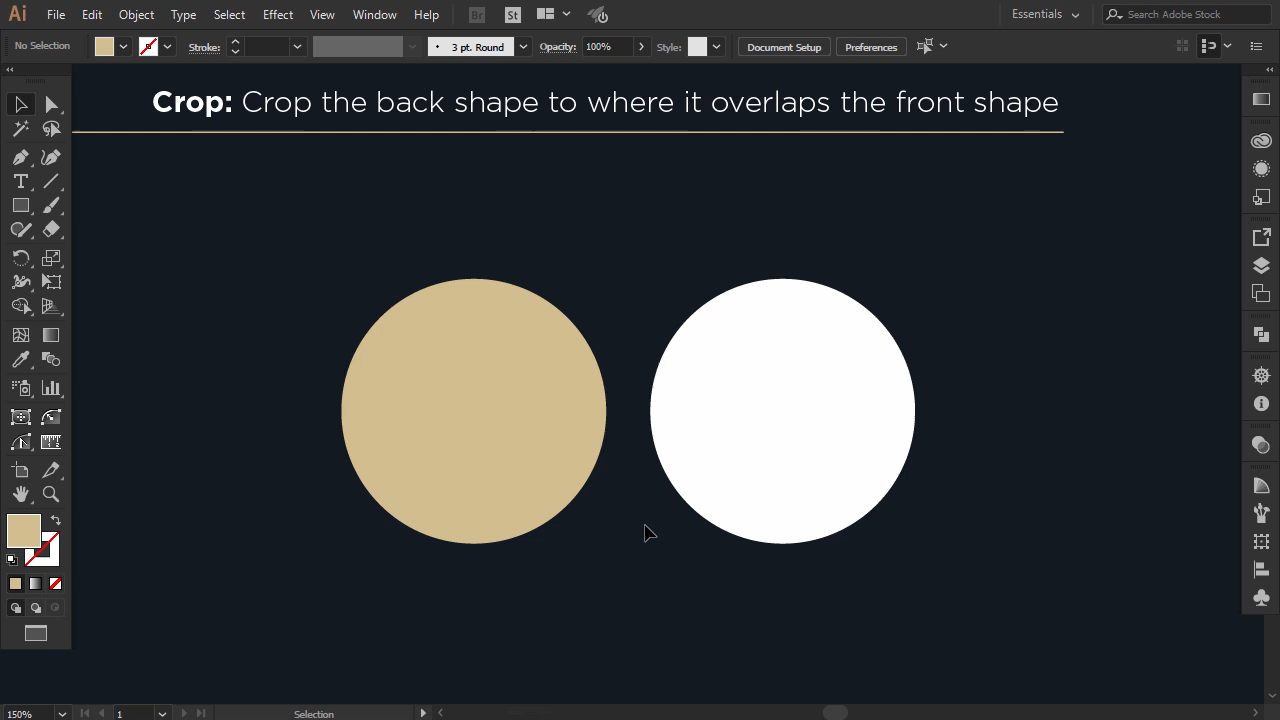 Ai File Edit Object Type Select Effect View Window Help Br St Essentials Search Adobe Stock
No Selection Stroke: 3 pt. Round Opacity: 100% Style: Document Setup Preferences
Crop: Crop the back shape to where it overlaps the front shape
150% 1 Selection